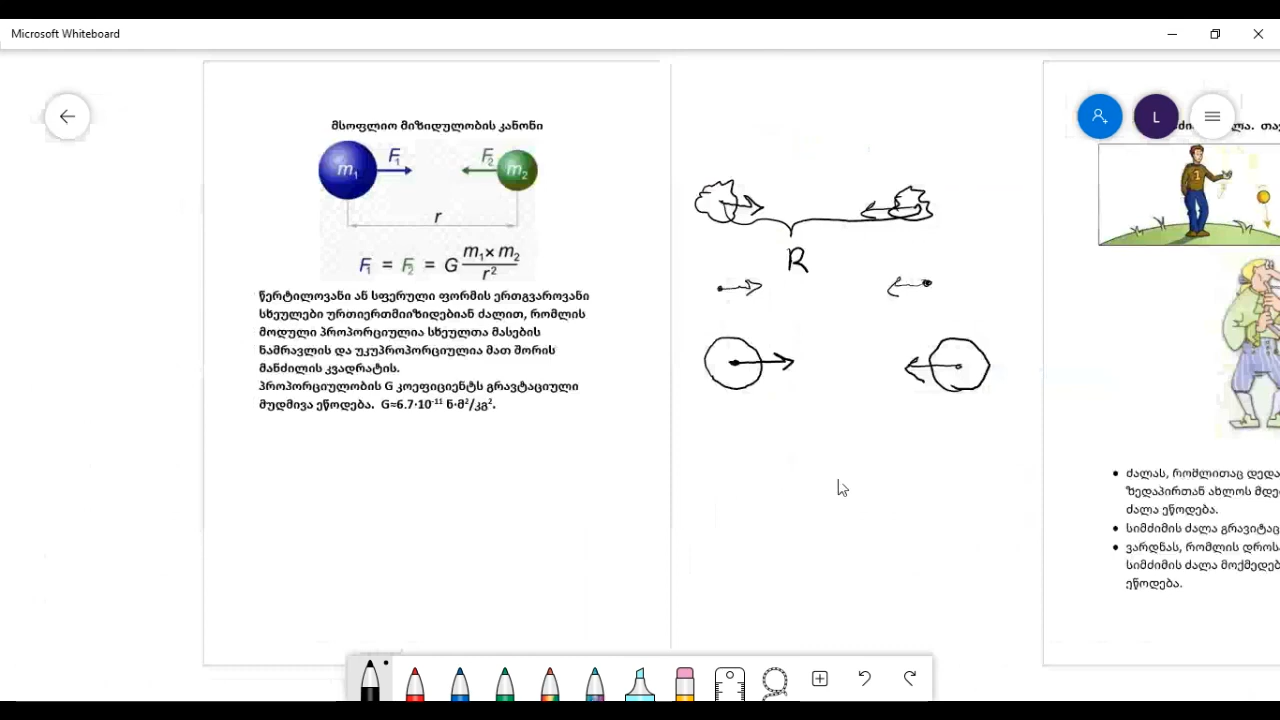 Microsoft Whiteboard
L
მსოფლიო მიზიდულობის კანონი
m₁ F₁ F₂ m₂
r
F₁ = F₂ = G m₁ x m₂ / r²
წერტილოვანი ან სფერული ფორმის ერთგვაროვანი
სხეულები ურთიერთმიიზიდებიან ძალით, რომლის
მოდული პროპორციულია სხეულთა მასების
ნამრავლის და უკუპროპორციულია მათ შორის
მანძილის კვადრატის.
პროპორციულობის G კოეფიციენტს გრავტაციული
მუდმივა ეწოდება. G≈6.7·10⁻¹¹ ნ·მ²/კგ².
R
1
ძალას, რომლითაც დედა
ზედაპირთან ახლოს მდე
ძალა ეწოდება.
სიმძიმის ძალა გრავიტაც
ვარდნას, რომლის დროს
სიმძიმის ძალა მოქმედებ
ეწოდება.